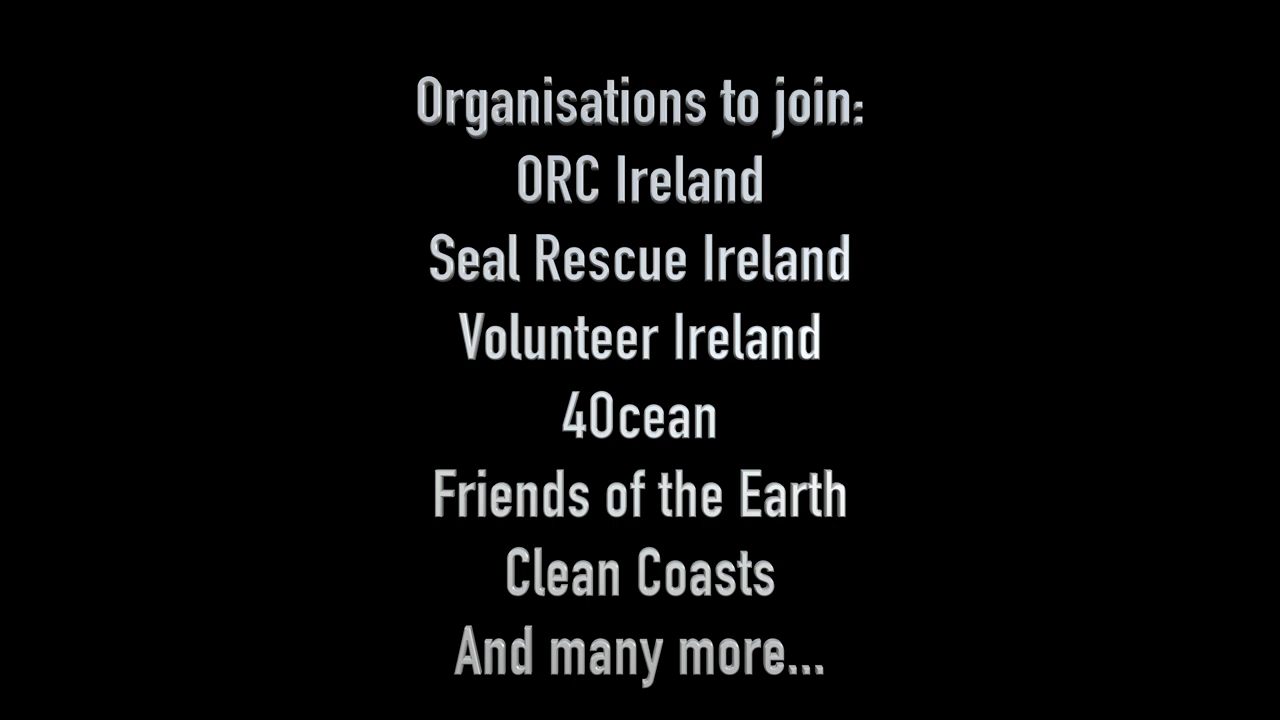 Organisations to join:
ORC Ireland
Seal Rescue Ireland
Volunteer Ireland
4Ocean
Friends of the Earth
Clean Coasts
And many more...